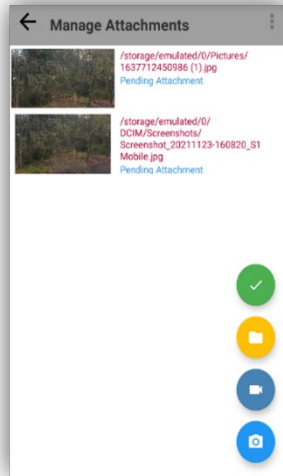 Manage Attachments
/storage/emulated/0/Pictures/
1637712450986 (1).jpg
Pending Attachment
/storage/emulated/0/
DCIM/Screenshots/
Screenshot_20211123-160820_S1
Mobile.jpg
Pending Attachment